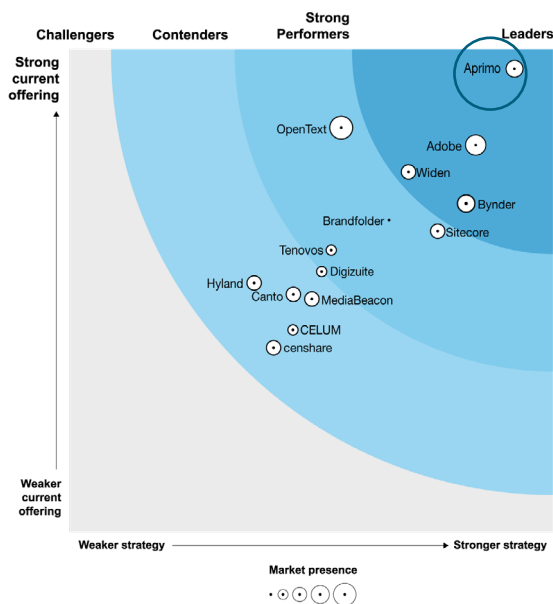 Challengers
Contenders
Strong
Performers
Leaders
Strong
current
offering
Aprimo
OpenText
Adobe
Widen
Bynder
Brandfolder
Sitecore
Tenovos
Digizuite
Hyland
Canto
MediaBeacon
CELUM
censhare
Weaker
current
offering
Weaker strategy
Stronger strategy
Market presence